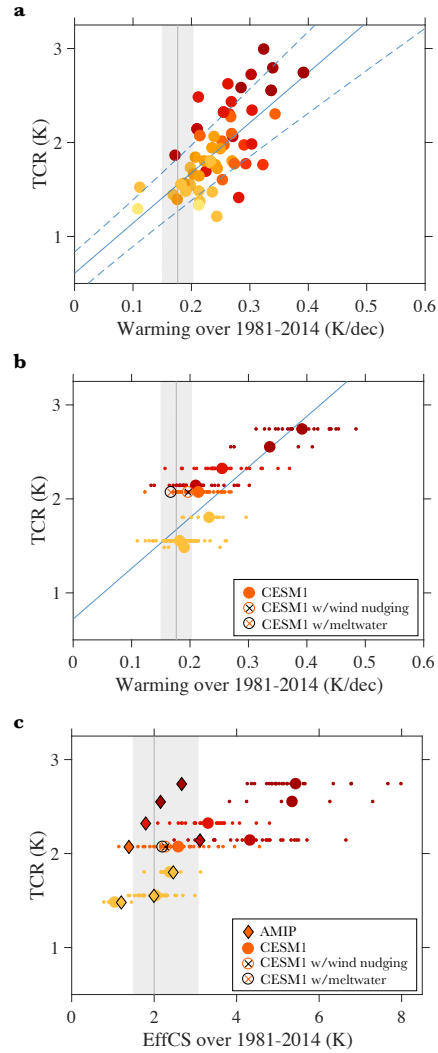 a
3
2
1
TCR (K)
0
0.1
0.2
0.3
0.4
0.5
0.6
Warming over 1981-2014 (K/dec)
b
3
2
1
TCR (K)
CESM1
CESM1 w/wind nudging
CESM1 w/meltwater
0
0.1
0.2
0.3
0.4
0.5
0.6
Warming over 1981-2014 (K/dec)
c
3
2
1
TCR (K)
AMIP
CESM1
CESM1 w/wind nudging
CESM1 w/meltwater
0
2
4
6
8
EffCS over 1981-2014 (K)